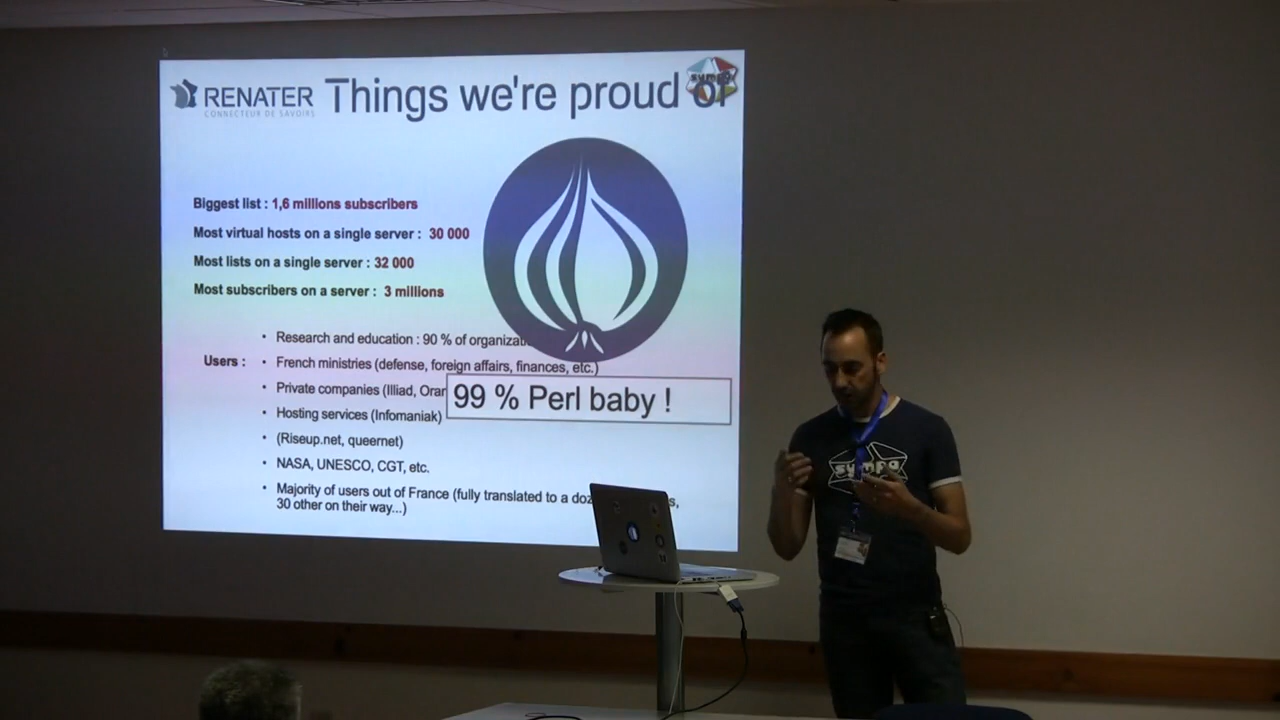 RENATER
CONNECTEUR DE SAVOIRS
Things we're proud of
sympa
Biggest list : 1,6 millions subscribers
Most virtual hosts on a single server : 30 000
Most lists on a single server : 32 000
Most subscribers on a server : 3 millions
Research and education : 90 % of
Users :
French ministries (defense, foreign affairs, finances, etc.)
Private companies (Illiad,
99 % Perl baby !
Hosting services (Infomaniak)
(Riseup.net, queernet)
NASA, UNESCO, CGT, etc.
Majority of users out of France (fully translated to a
30 other on their way...)
sympa